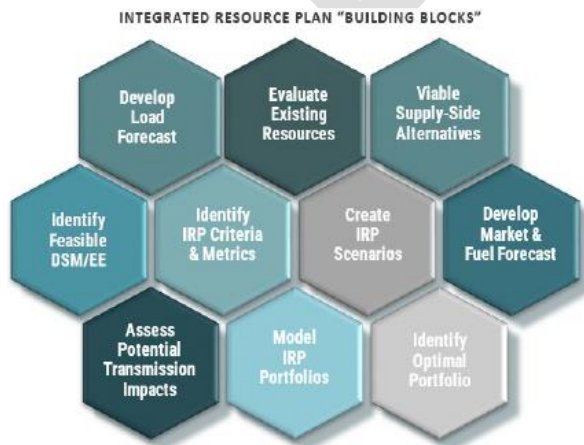 INTEGRATED RESOURCE PLAN “BUILDING BLOCKS”
Develop
Load
Forecast
Evaluate
Existing
Resources
Viable
Supply-Side
Alternatives
Identify
Feasible
DSM/EE
Identify
IRP Criteria
& Metrics
Create
IRP
Scenarios
Develop
Market &
Fuel Forecast
Assess
Potential
Transmission
Impacts
Model
IRP
Portfolios
Identify
Optimal
Portfolio